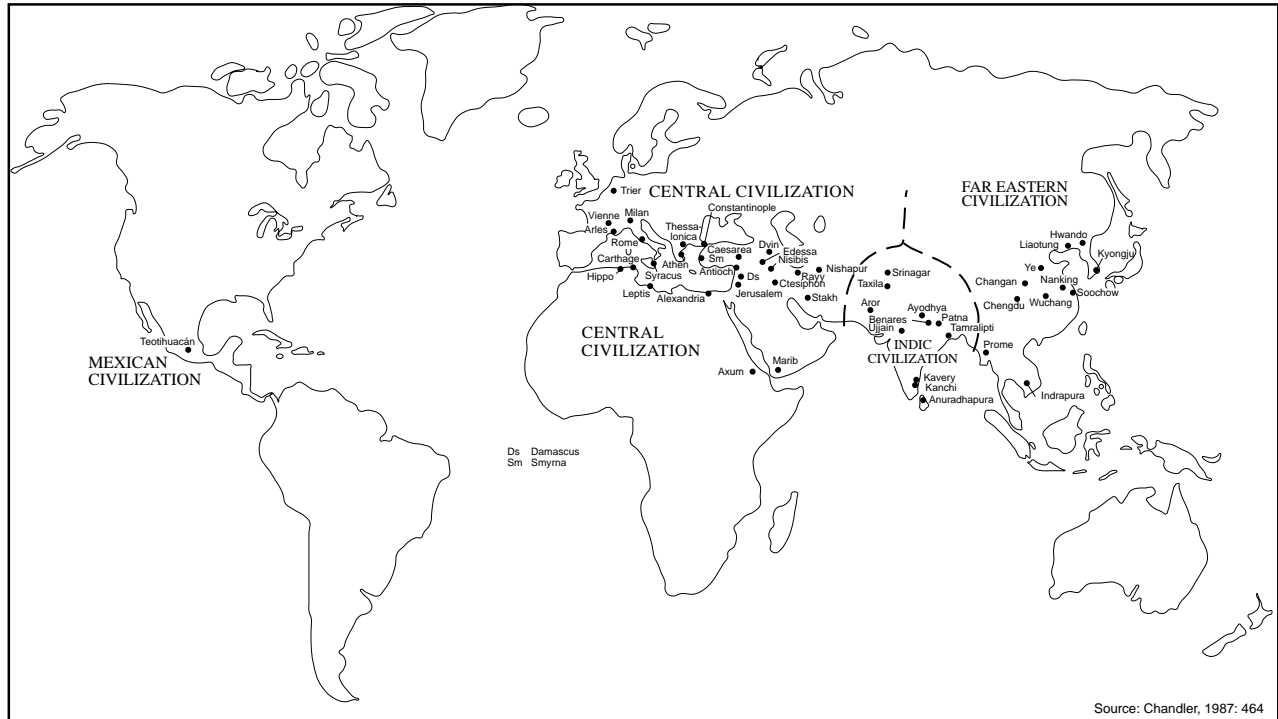 Trier
CENTRAL CIVILIZATION
FAR EASTERN
CIVILIZATION
Constantinople
Vienne
Milan
Arles
Thessa-
lonica
Rome
Caesarea
Sm
Dvin
Edessa
Nisibis
Carthage
Athen
Antioch
Ds
Rayy
Nishapur
Hippo
Syracus
Ctesiphon
Leptis
Alexandria
Jerusalem
Stakh
Srinagar
Taxila
Aror
Ayodhya
Benares
Patna
Ujjain
Tamralipti
INDIC
CIVILIZATION
Hwando
Liaotung
Kyongju
Ye
Changan
Nanking
Soochow
Chengdu
Wuchang
Prome
Teotihuacán
MEXICAN
CIVILIZATION
CENTRAL
CIVILIZATION
Marib
Axum
Kavery
Kanchi
Anuradhapura
Indrapura
Ds Damascus
Sm Smyrna
Source: Chandler, 1987: 464